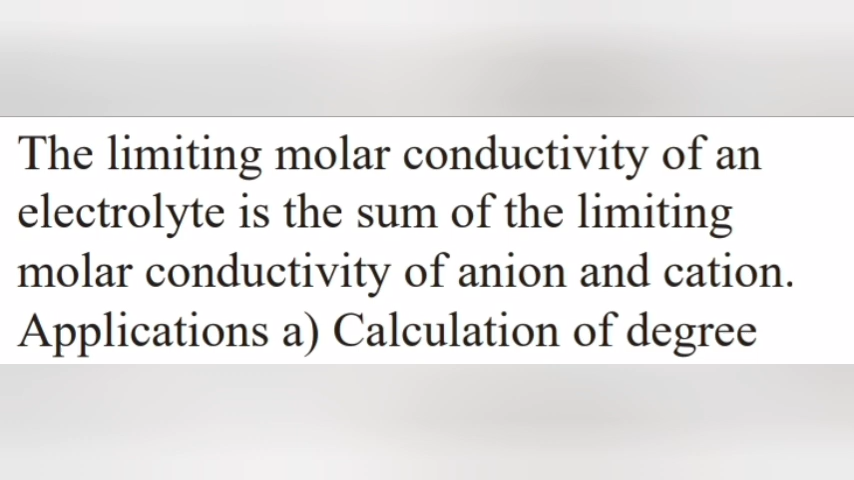 The limiting molar conductivity of an
electrolyte is the sum of the limiting
molar conductivity of anion and cation.
Applications a) Calculation of degree